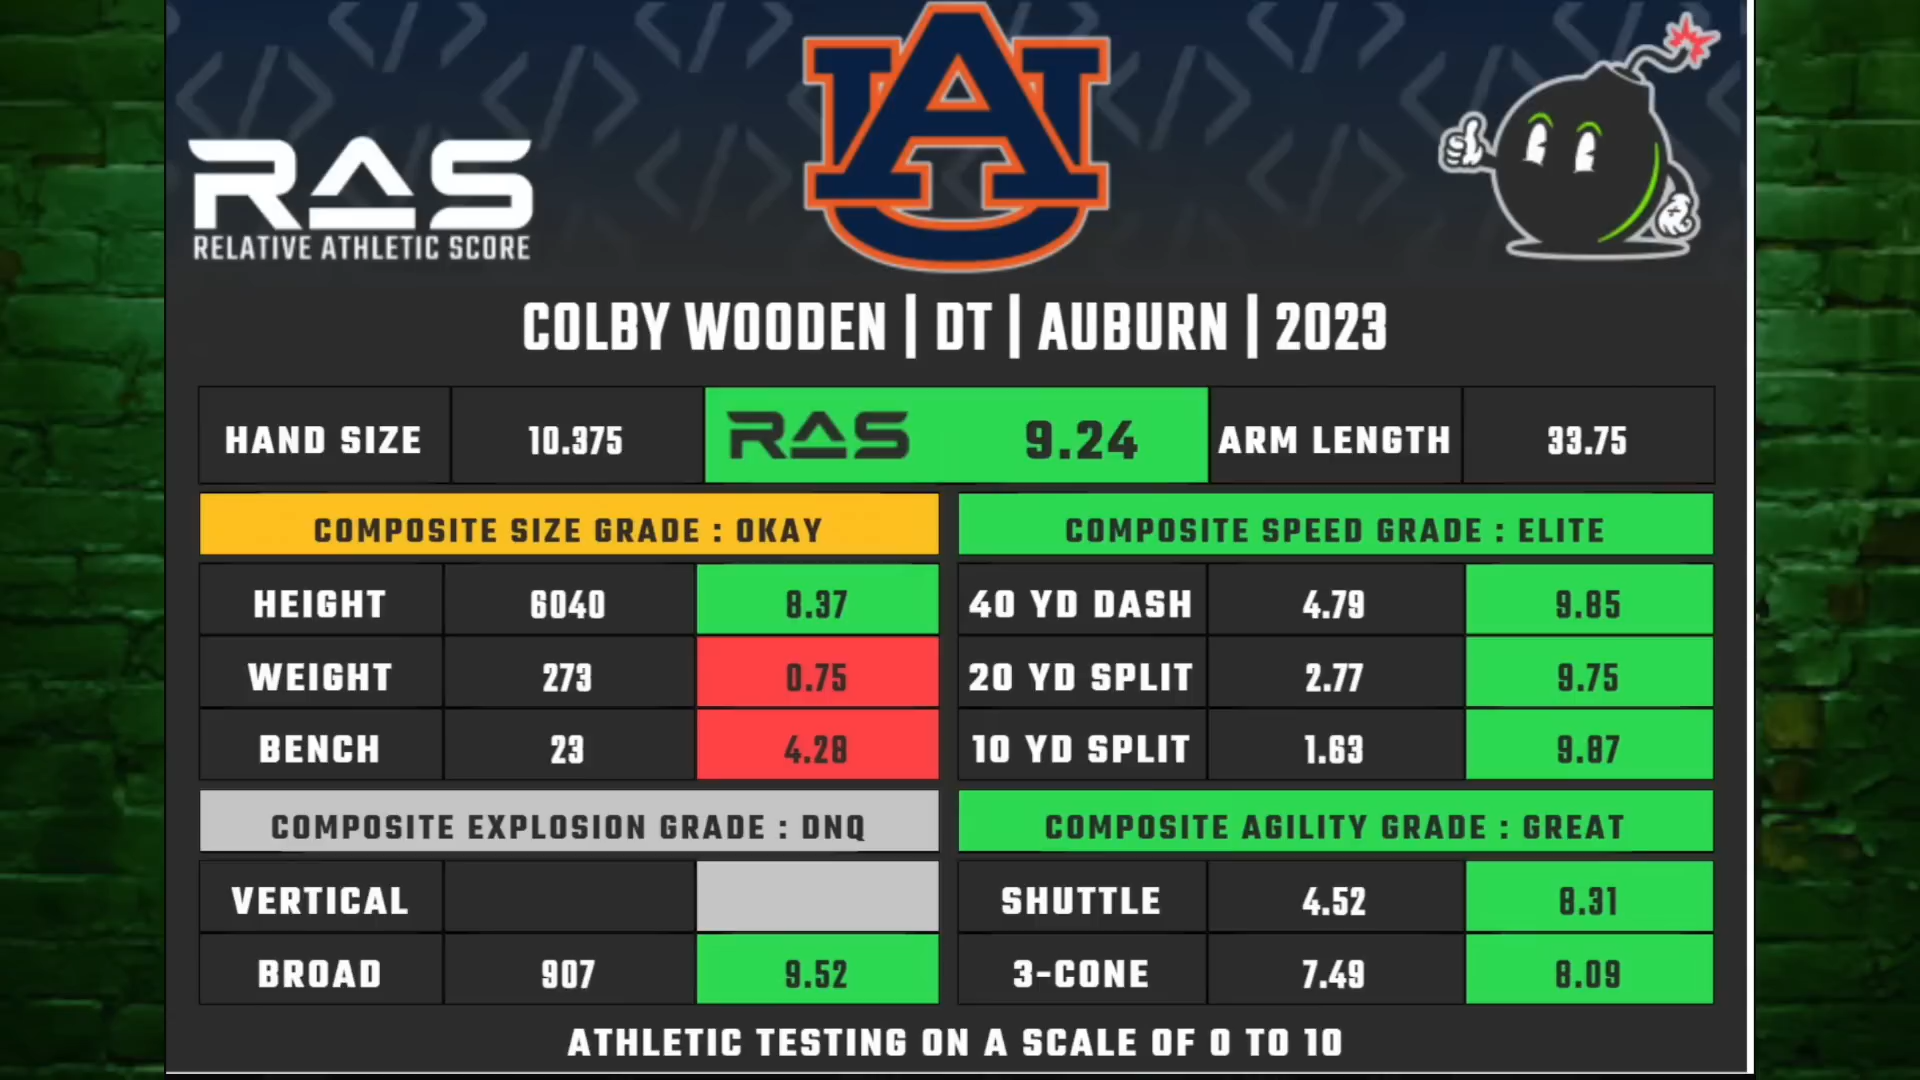 RAS
RELATIVE ATHLETIC SCORE
AU
COLBY WOODEN | DT | AUBURN | 2023
HAND SIZE 10.375 RAS 9.24 ARM LENGTH 33.75
COMPOSITE SIZE GRADE : OKAY COMPOSITE SPEED GRADE : ELITE
HEIGHT 6040 8.37 40 YD DASH 4.79 9.85
WEIGHT 273 0.75 20 YD SPLIT 2.77 9.75
BENCH 23 4.28 10 YD SPLIT 1.63 9.87
COMPOSITE EXPLOSION GRADE : DNQ COMPOSITE AGILITY GRADE : GREAT
VERTICAL SHUTTLE 4.52 8.31
BROAD 907 9.52 3-CONE 7.49 8.09
ATHLETIC TESTING ON A SCALE OF 0 TO 10